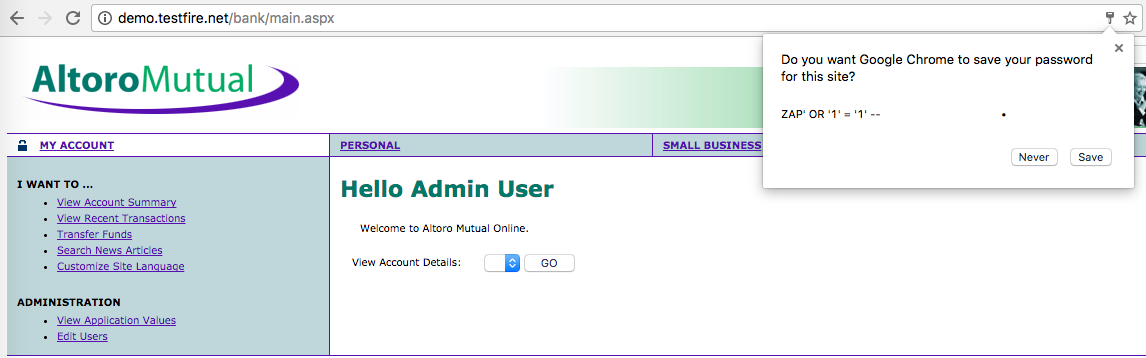 demo.testfire.net/bank/main.aspx
Do you want Google Chrome to save your password
for this site?
ZAP' OR '1' = '1' -- •
Never Save
AltoroMutual
MY ACCOUNT PERSONAL SMALL BUSINESS
I WANT TO ...
• View Account Summary
• View Recent Transactions
• Transfer Funds
• Search News Articles
• Customize Site Language
ADMINISTRATION
• View Application Values
• Edit Users
Hello Admin User
Welcome to Altoro Mutual Online.
View Account Details: GO